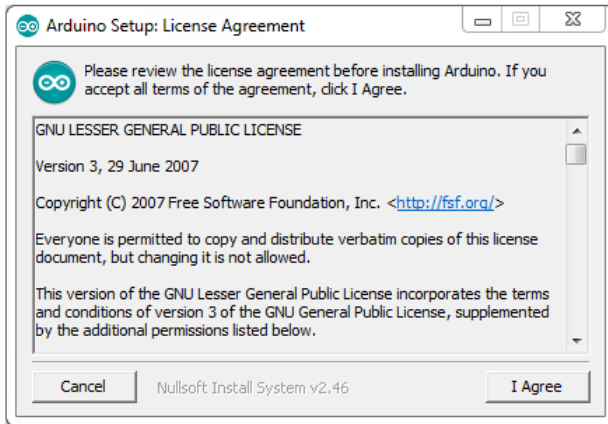 Arduino Setup: License Agreement
Please review the license agreement before installing Arduino. If you
accept all terms of the agreement, click I Agree.
GNU LESSER GENERAL PUBLIC LICENSE
Version 3, 29 June 2007
Copyright (C) 2007 Free Software Foundation, Inc. <http://fsf.org/>
Everyone is permitted to copy and distribute verbatim copies of this license
document, but changing it is not allowed.
This version of the GNU Lesser General Public License incorporates the terms
and conditions of version 3 of the GNU General Public License, supplemented
by the additional permissions listed below.
Cancel
Nullsoft Install System v2.46
I Agree